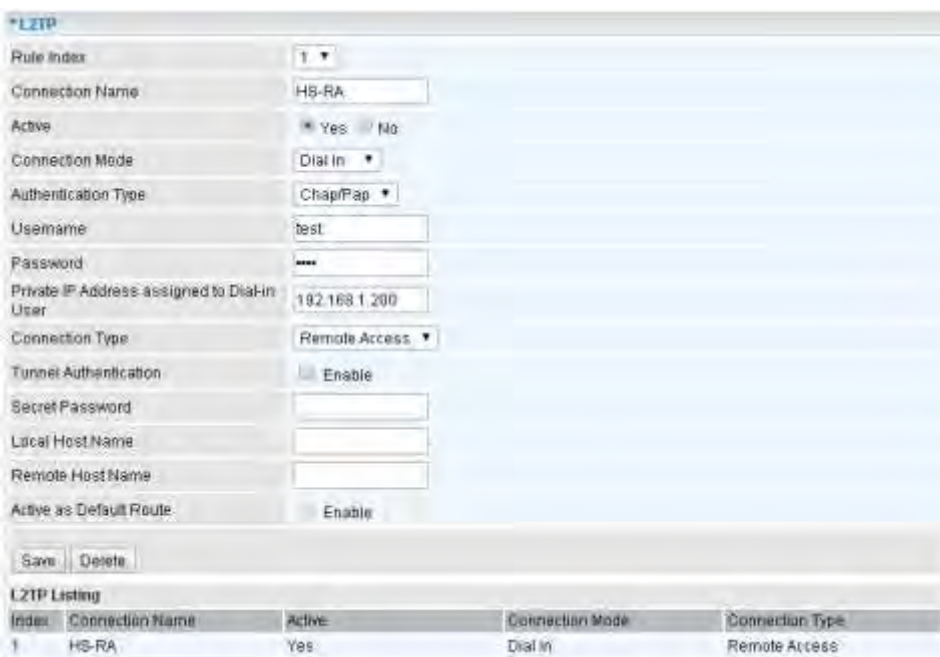 *L2TP
Rule Index 1
Connection Name HS-RA
Active Yes No
Connection Mode Dial in
Authentication Type Chap/Pap
Username test
Password ••••
Private IP Address assigned to Dial-in User 192.168.1.200
Connection Type Remote Access
Tunnel Authentication Enable
Secret Password
Local Host Name
Remote Host Name
Active as Default Route Enable
Save Delete
L2TP Listing
Index Connection Name Active Connection Mode Connection Type
1 HS-RA Yes Dial in Remote Access